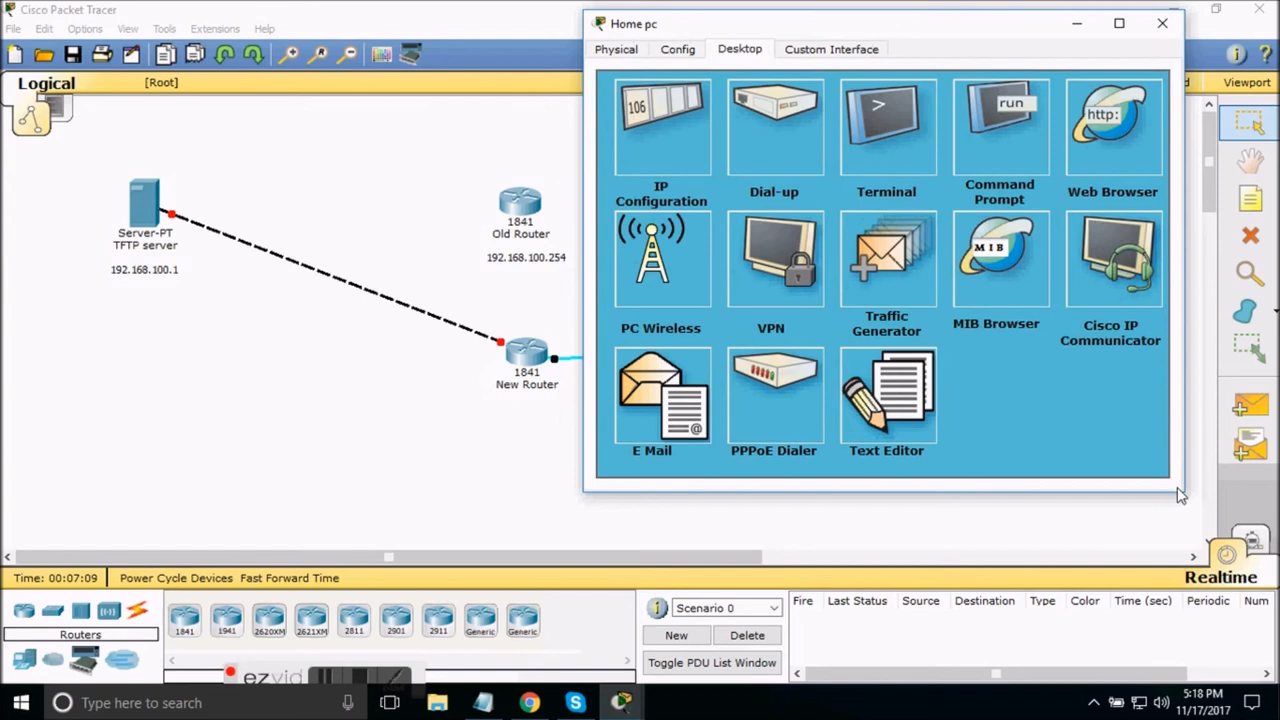 Cisco Packet Tracer
File Edit Options View Tools Extensions Help
Logical
[Root]
Viewport
Home pc
Physical Config Desktop Custom Interface
106
>
run
http:
IP
Configuration
Dial-up
Terminal
Command
Prompt
Web Browser
MIB
PC Wireless
VPN
Traffic
Generator
MIB Browser
Cisco IP
Communicator
@
E Mail
PPPoE Dialer
Text Editor
Server-PT
TFTP server
192.168.100.1
1841
Old Router
192.168.100.254
1841
New Router
Time: 00:07:09 Power Cycle Devices Fast Forward Time
Realtime
Routers
1841 1941 2620XM 2621XM 2811 2901 2911 Generic Generic
Scenario 0
New Delete
Toggle PDU List Window
Fire Last Status Source Destination Type Color Time (sec) Periodic Num
ezvid
Type here to search
5:18 PM
11/17/2017